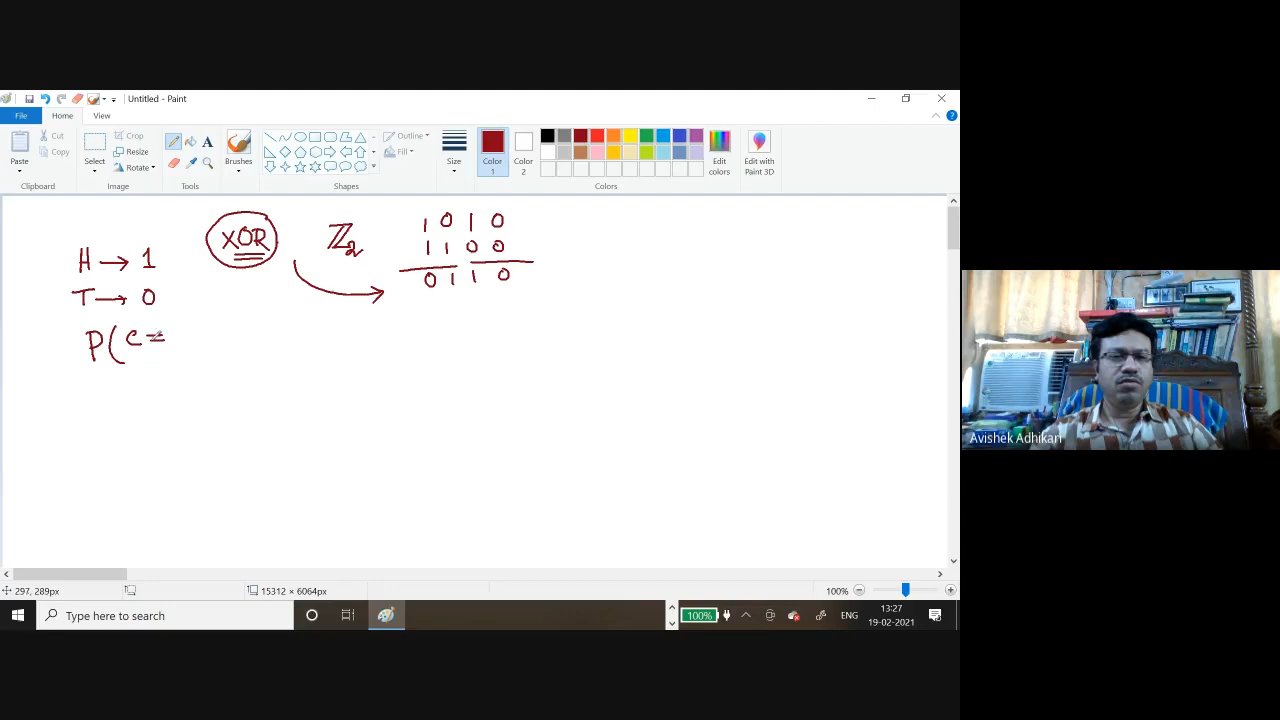 Untitled - Paint
File Home View
Cut
Copy
Paste
Clipboard
Crop
Resize
Rotate
Select
Image
Tools
Brushes
Outline
Fill
Shapes
Size
Color 1
Color 2
Colors
Edit colors
Edit with Paint 3D
XOR ℤ2 1 0 1 0
1 1 0 0
0 1 1 0
H → 1
T → 0
P(c=
Avishek Adhikari
297, 289px 15312 × 6064px 100%
Type here to search 100% ENG 13:27
19-02-2021